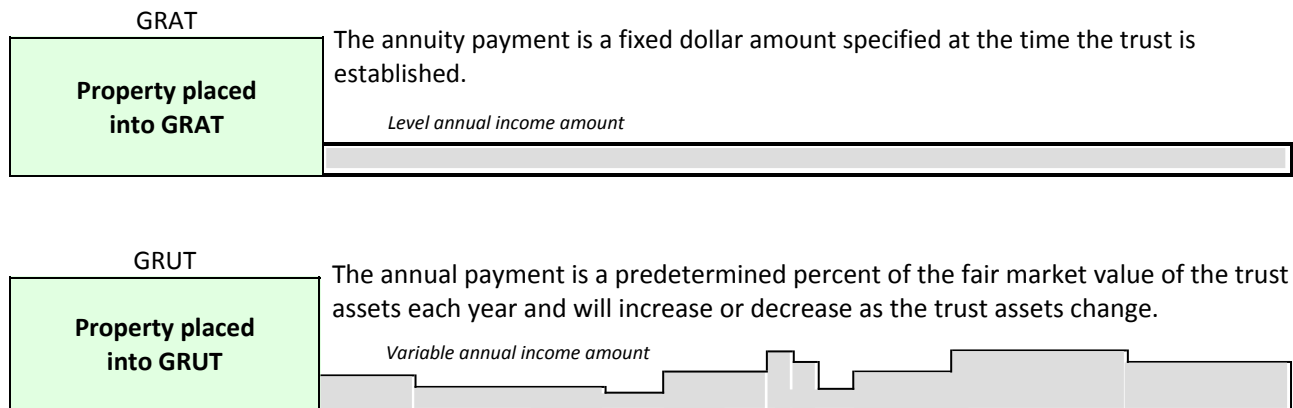 GRAT
Property placed
into GRAT
The annuity payment is a fixed dollar amount specified at the time the trust is
established.
Level annual income amount
GRUT
Property placed
into GRUT
The annual payment is a predetermined percent of the fair market value of the trust
assets each year and will increase or decrease as the trust assets change.
Variable annual income amount